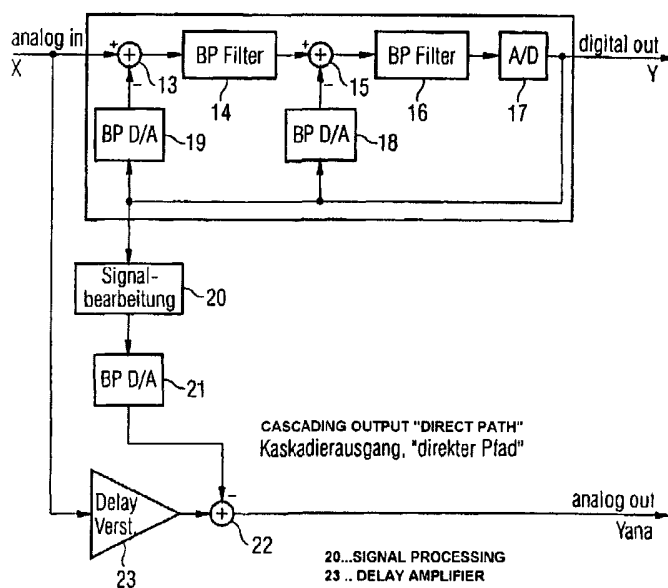 analog in
X
+
13
−
BP Filter
14
+
15
−
BP Filter
16
A/D
17
digital out
Y
BP D/A
19
BP D/A
18
Signal-
bearbeitung
20
BP D/A
21
CASCADING OUTPUT "DIRECT PATH"
Kaskadierausgang, "direkter Pfad"
Delay
Verst.
23
−
22
analog out
Yana
20...SIGNAL PROCESSING
23 .. DELAY AMPLIFIER